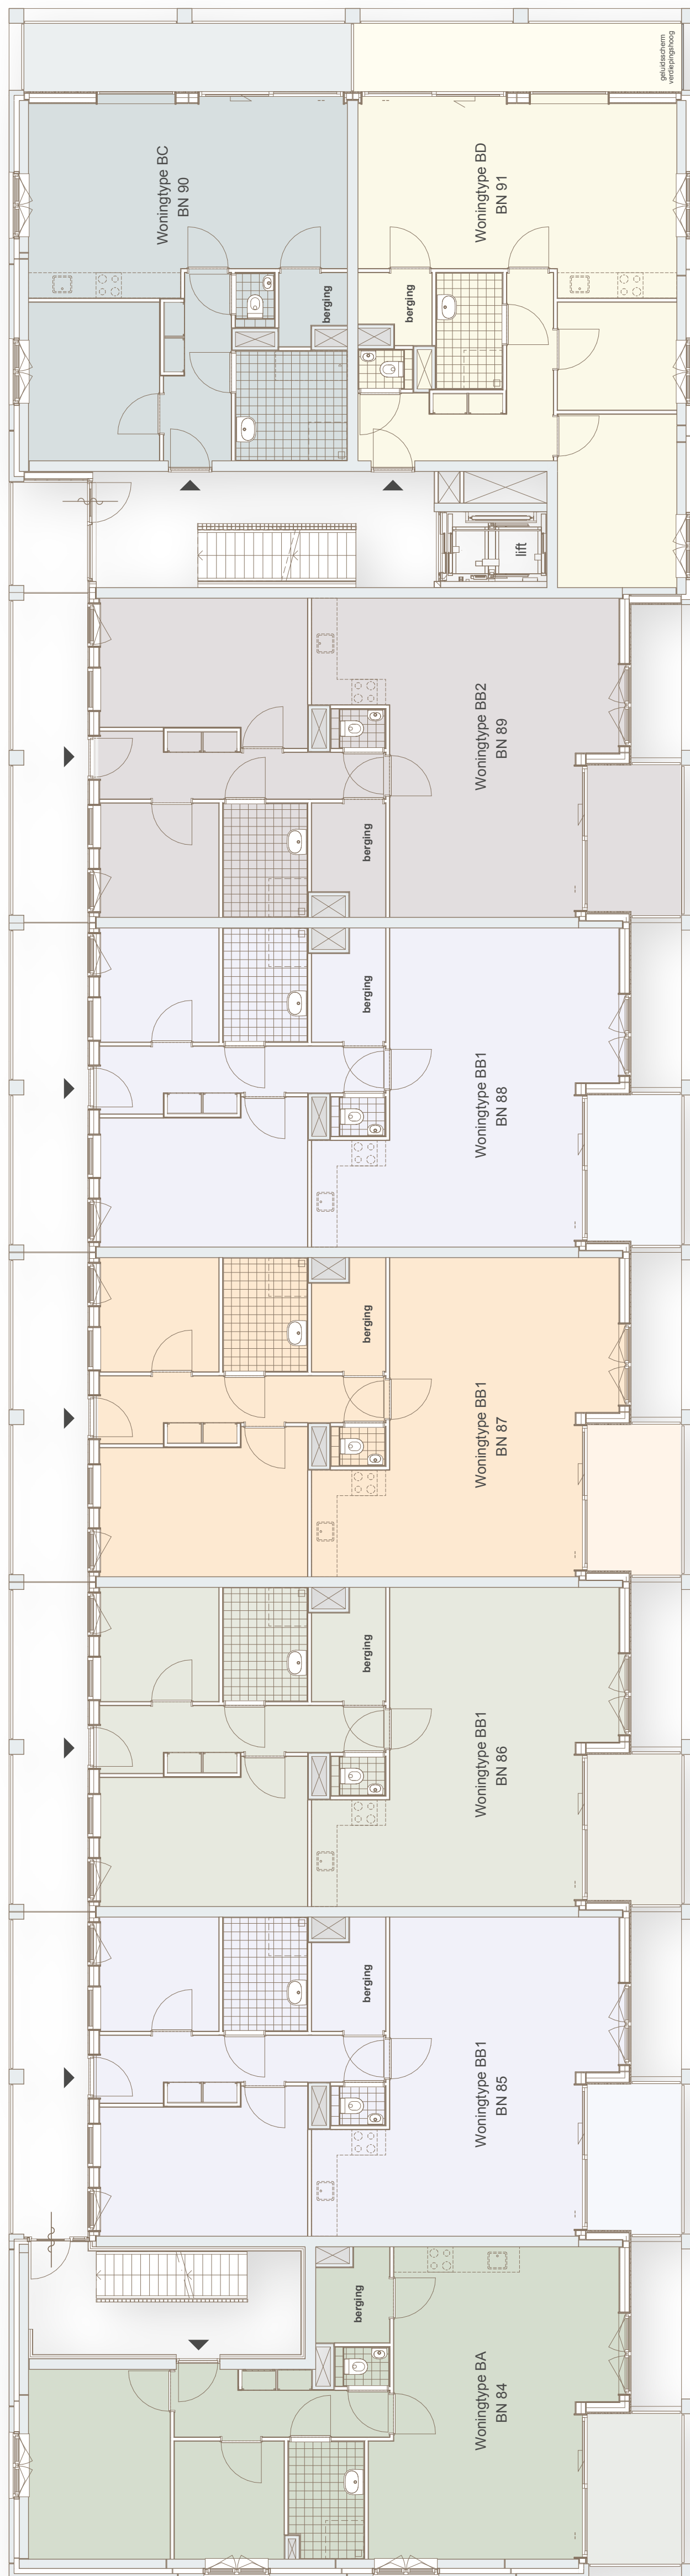 geluidsscherm
verdiepingshoog
Woningtype BC
BN 90
Woningtype BD
BN 91
berging
berging
lift
Woningtype BB2
BN 89
berging
berging
Woningtype BB1
BN 88
berging
Woningtype BB1
BN 87
berging
Woningtype BB1
BN 86
berging
Woningtype BB1
BN 85
berging
Woningtype BA
BN 84